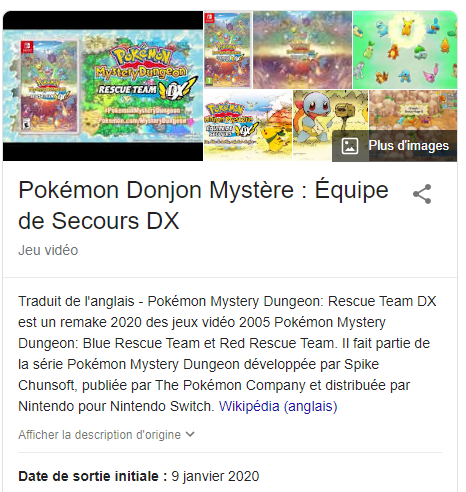 Pokémon
Mystery Dungeon
RESCUE TEAM DX
#PokemonMysteryDungeon
Pokemon.com/MysteryDungeon
Plus d'images
Pokémon Donjon Mystère : Équipe
de Secours DX
Jeu vidéo
Traduit de l'anglais - Pokémon Mystery Dungeon: Rescue Team DX
est un remake 2020 des jeux vidéo 2005 Pokémon Mystery
Dungeon: Blue Rescue Team et Red Rescue Team. Il fait partie de
la série Pokémon Mystery Dungeon développée par Spike
Chunsoft, publiée par The Pokémon Company et distribuée par
Nintendo pour Nintendo Switch. Wikipédia (anglais)
Afficher la description d'origine
Date de sortie initiale : 9 janvier 2020